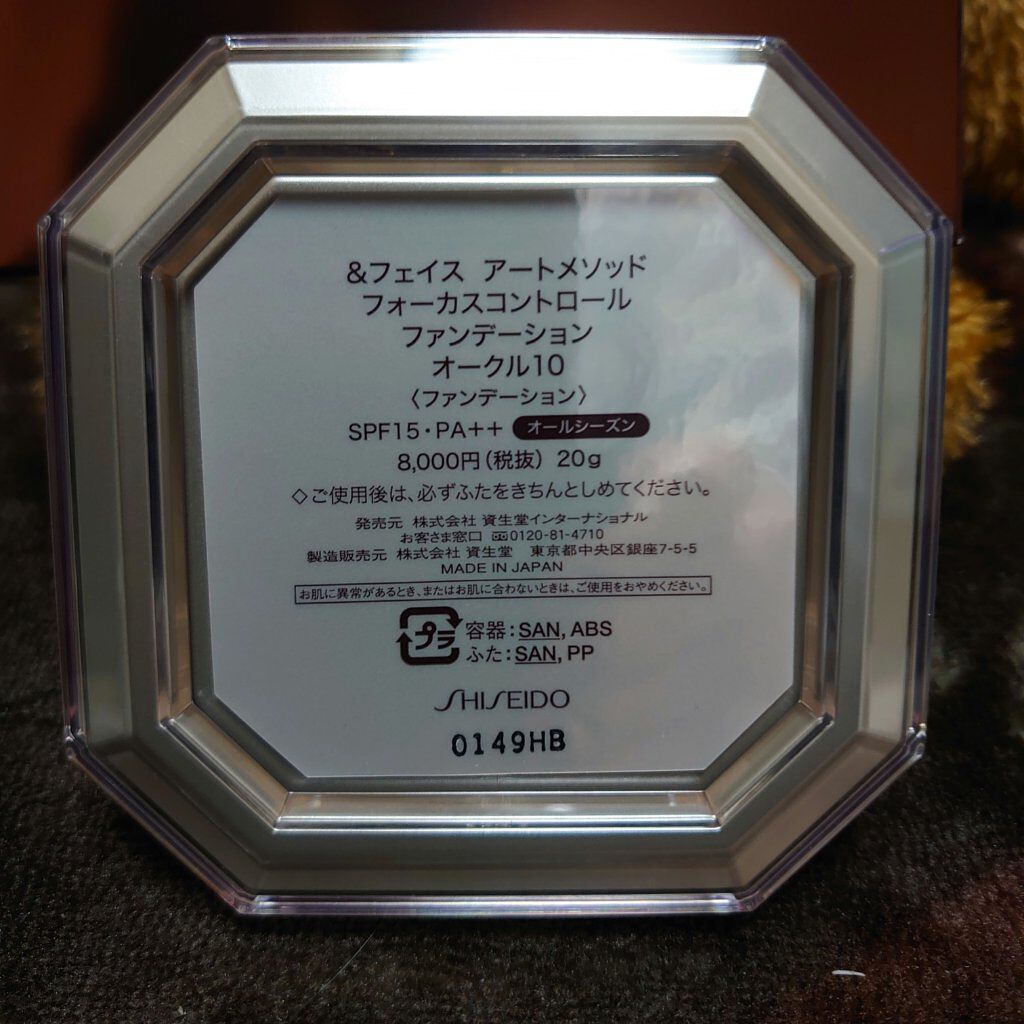 &フェイス アートメソッド
フォーカスコントロール
ファンデーション
オークル10
〈ファンデーション〉
SPF15・PA++ オールシーズン
8,000円(税抜) 20g
◇ご使用後は、必ずふたをきちんとしめてください。
発売元 株式会社 資生堂インターナショナル
お客さま窓口 0120-81-4710
製造販売元 株式会社 資生堂 東京都中央区銀座7-5-5
MADE IN JAPAN
お肌に異常があるとき、またはお肌に合わないときは、ご使用をおやめください。
プラ 容器:SAN, ABS
ふた:SAN, PP
SHISEIDO
0149HB